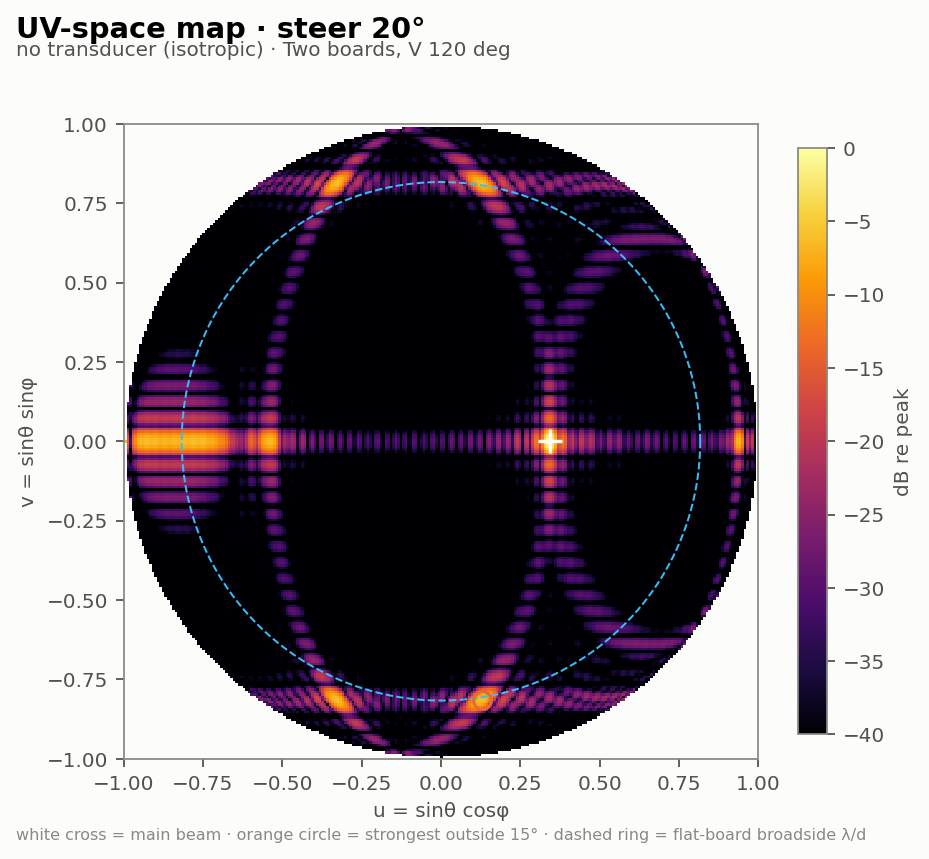 UV-space map · steer 20°
no transducer (isotropic) · Two boards, V 120 deg
1.00
0.75
0.50
0.25
0.00
−0.25
−0.50
−0.75
−1.00
v = sinθ sinφ
−1.00 −0.75 −0.50 −0.25 0.00 0.25 0.50 0.75 1.00
u = sinθ cosφ
0
−5
−10
−15
−20
−25
−30
−35
−40
dB re peak
white cross = main beam · orange circle = strongest outside 15° · dashed ring = flat-board broadside λ/d